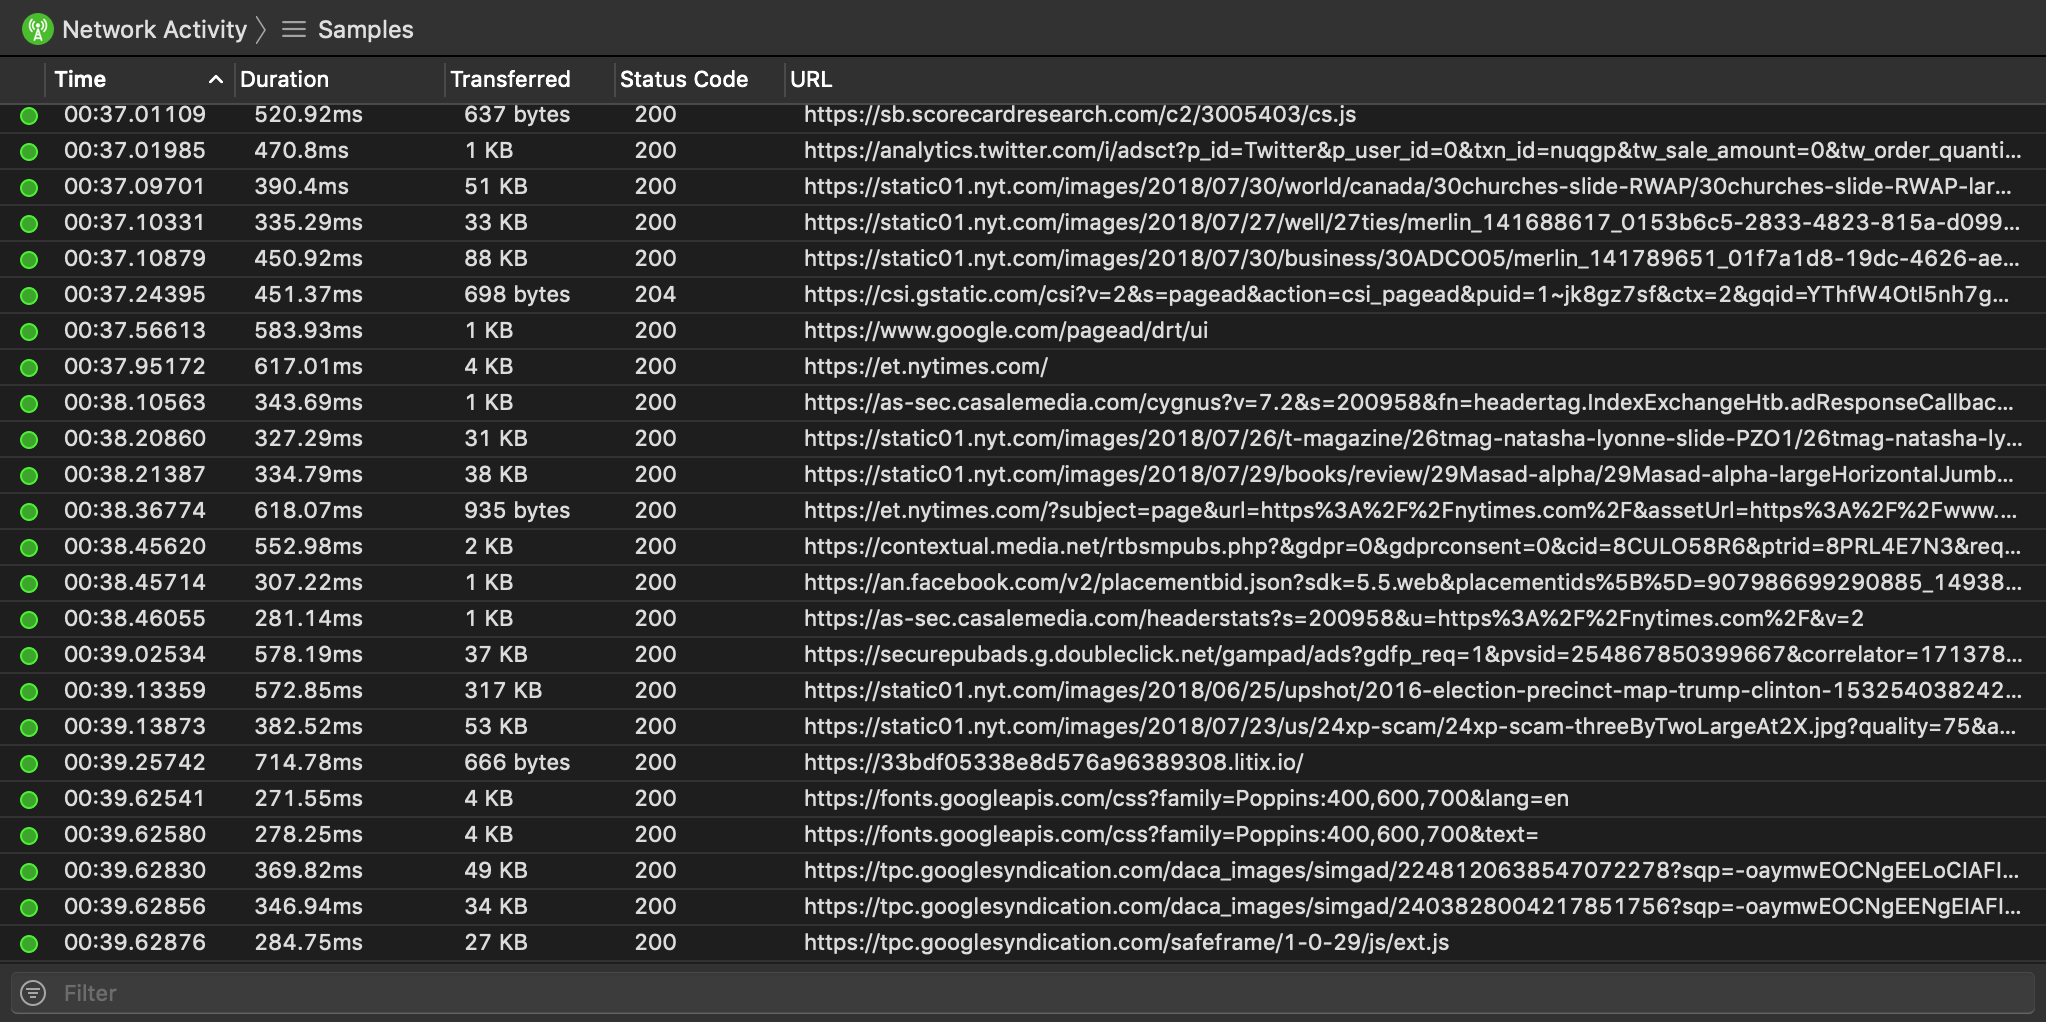 Network Activity Samples
Time Duration Transferred Status Code URL
00:37.01109 520.92ms 637 bytes 200 https://sb.scorecardresearch.com/c2/3005403/cs.js
00:37.01985 470.8ms 1 KB 200 https://analytics.twitter.com/i/adsct?p_id=Twitter&p_user_id=0&txn_id=nuqgp&tw_sale_amount=0&tw_order_quanti...
00:37.09701 390.4ms 51 KB 200 https://static01.nyt.com/images/2018/07/30/world/canada/30churches-slide-RWAP/30churches-slide-RWAP-lar...
00:37.10331 335.29ms 33 KB 200 https://static01.nyt.com/images/2018/07/27/well/27ties/merlin_141688617_0153b6c5-2833-4823-815a-d099...
00:37.10879 450.92ms 88 KB 200 https://static01.nyt.com/images/2018/07/30/business/30ADCO05/merlin_141789651_01f7a1d8-19dc-4626-ae...
00:37.24395 451.37ms 698 bytes 204 https://csi.gstatic.com/csi?v=2&s=pagead&action=csi_pagead&puid=1~jk8gz7sf&ctx=2&gqid=YThfW4OtI5nh7g...
00:37.56613 583.93ms 1 KB 200 https://www.google.com/pagead/drt/ui
00:37.95172 617.01ms 4 KB 200 https://et.nytimes.com/
00:38.10563 343.69ms 1 KB 200 https://as-sec.casalemedia.com/cygnus?v=7.2&s=200958&fn=headertag.IndexExchangeHtb.adResponseCallbac...
00:38.20860 327.29ms 31 KB 200 https://static01.nyt.com/images/2018/07/26/t-magazine/26tmag-natasha-lyonne-slide-PZO1/26tmag-natasha-ly...
00:38.21387 334.79ms 38 KB 200 https://static01.nyt.com/images/2018/07/29/books/review/29Masad-alpha/29Masad-alpha-largeHorizontalJumb...
00:38.36774 618.07ms 935 bytes 200 https://et.nytimes.com/?subject=page&url=https%3A%2F%2Fnytimes.com%2F&assetUrl=https%3A%2F%2Fwww....
00:38.45620 552.98ms 2 KB 200 https://contextual.media.net/rtbsmpubs.php?&gdpr=0&gdprconsent=0&cid=8CULO58R6&ptrid=8PRL4E7N3&req...
00:38.45714 307.22ms 1 KB 200 https://an.facebook.com/v2/placementbid.json?sdk=5.5.web&placementids%5B%5D=907986699290885_14938...
00:38.46055 281.14ms 1 KB 200 https://as-sec.casalemedia.com/headerstats?s=200958&u=https%3A%2F%2Fnytimes.com%2F&v=2
00:39.02534 578.19ms 37 KB 200 https://securepubads.g.doubleclick.net/gampad/ads?gdfp_req=1&pvsid=254867850399667&correlator=171378...
00:39.13359 572.85ms 317 KB 200 https://static01.nyt.com/images/2018/06/25/upshot/2016-election-precinct-map-trump-clinton-153254038242...
00:39.13873 382.52ms 53 KB 200 https://static01.nyt.com/images/2018/07/23/us/24xp-scam/24xp-scam-threeByTwoLargeAt2X.jpg?quality=75&a...
00:39.25742 714.78ms 666 bytes 200 https://33bdf05338e8d576a96389308.litix.io/
00:39.62541 271.55ms 4 KB 200 https://fonts.googleapis.com/css?family=Poppins:400,600,700&lang=en
00:39.62580 278.25ms 4 KB 200 https://fonts.googleapis.com/css?family=Poppins:400,600,700&text=
00:39.62830 369.82ms 49 KB 200 https://tpc.googlesyndication.com/daca_images/simgad/2248120638547072278?sqp=-oaymwEOCNgEELoCIAFI...
00:39.62856 346.94ms 34 KB 200 https://tpc.googlesyndication.com/daca_images/simgad/2403828004217851756?sqp=-oaymwEOCNgEENgEIAFI...
00:39.62876 284.75ms 27 KB 200 https://tpc.googlesyndication.com/safeframe/1-0-29/js/ext.js
Filter